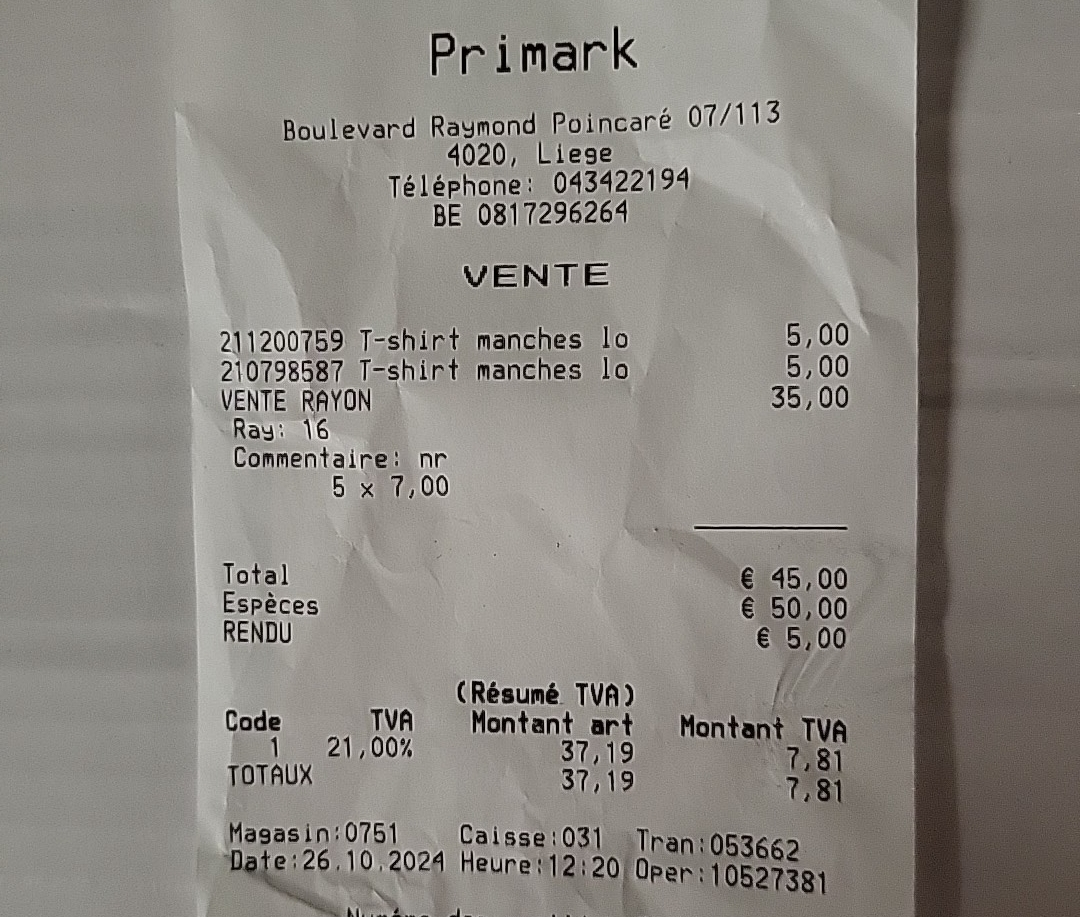 Primark
Boulevard Raymond Poincaré 07/113
4020, Liege
Téléphone: 043422194
BE 0817296264
VENTE
211200759 T-shirt manches lo 5,00
210798587 T-shirt manches lo 5,00
VENTE RAYON 35,00
Ray: 16
Commentaire: nr
5 x 7,00
Total € 45,00
Espèces € 50,00
RENDU € 5,00
(Résumé TVA)
Code TVA Montant art Montant TVA
1 21,00% 37,19 7,81
TOTAUX 37,19 7,81
Magasin:0751 Caisse:031 Tran:053662
Date:26.10.2024 Heure:12:20 Oper:10527381